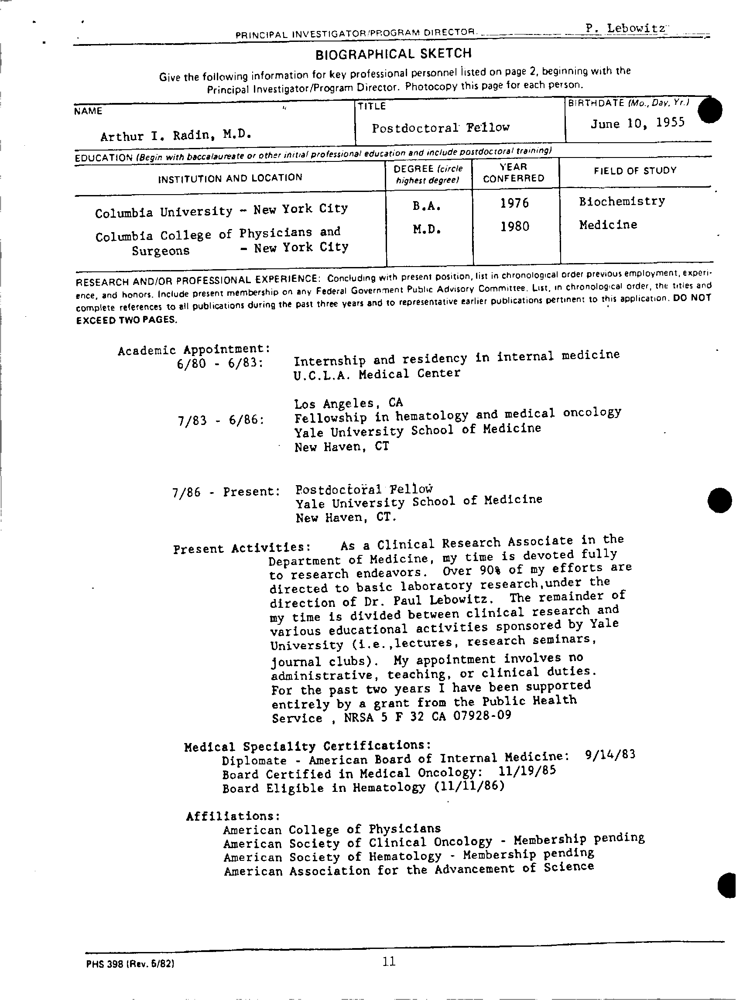 PRINCIPAL INVESTIGATOR/PROGRAM DIRECTOR: P. Lebowitz
BIOGRAPHICAL SKETCH
Give the following information for key professional personnel listed on page 2, beginning with the
Principal Investigator/Program Director. Photocopy this page for each person.
NAME TITLE BIRTHDATE (Mo., Day, Yr.)
Arthur I. Radin, M.D. Postdoctoral Fellow June 10, 1955
EDUCATION (Begin with baccalaureate or other initial professional education and include postdoctoral training)
INSTITUTION AND LOCATION DEGREE (circle highest degree) YEAR CONFERRED FIELD OF STUDY
Columbia University - New York City B.A. 1976 Biochemistry
Columbia College of Physicians and M.D. 1980 Medicine
Surgeons - New York City
RESEARCH AND/OR PROFESSIONAL EXPERIENCE: Concluding with present position, list in chronological order previous employment, experi-
ence, and honors. Include present membership on any Federal Government Public Advisory Committee. List, in chronological order, the titles and
complete references to all publications during the past three years and to representative earlier publications pertinent to this application. DO NOT
EXCEED TWO PAGES.
Academic Appointment:
6/80 - 6/83: Internship and residency in internal medicine
U.C.L.A. Medical Center
Los Angeles, CA
7/83 - 6/86: Fellowship in hematology and medical oncology
Yale University School of Medicine
New Haven, CT
7/86 - Present: Postdoctoral Fellow
Yale University School of Medicine
New Haven, CT.
Present Activities: As a Clinical Research Associate in the
Department of Medicine, my time is devoted fully
to research endeavors. Over 90% of my efforts are
directed to basic laboratory research,under the
direction of Dr. Paul Lebowitz. The remainder of
my time is divided between clinical research and
various educational activities sponsored by Yale
University (i.e.,lectures, research seminars,
journal clubs). My appointment involves no
administrative, teaching, or clinical duties.
For the past two years I have been supported
entirely by a grant from the Public Health
Service , NRSA 5 F 32 CA 07928-09
Medical Speciality Certifications:
Diplomate - American Board of Internal Medicine: 9/14/83
Board Certified in Medical Oncology: 11/19/85
Board Eligible in Hematology (11/11/86)
Affiliations:
American College of Physicians
American Society of Clinical Oncology - Membership pending
American Society of Hematology - Membership pending
American Association for the Advancement of Science
PHS 398 (Rev. 5/82) 11